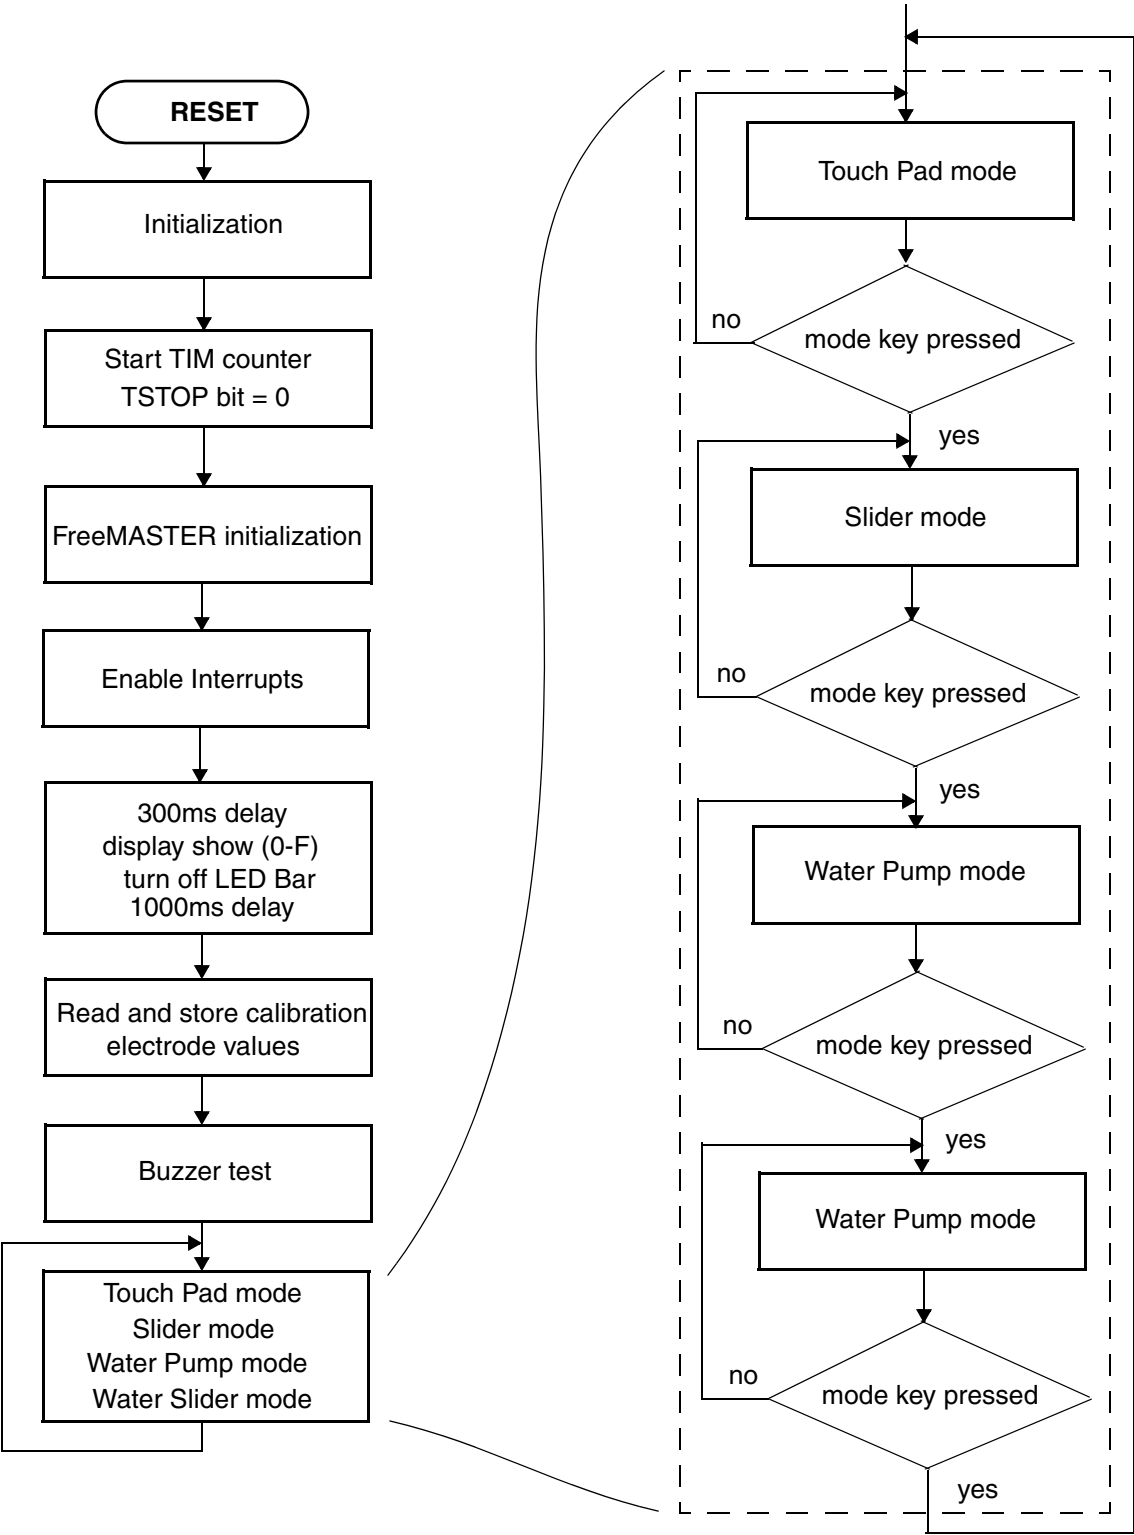 RESET
Initialization
Start TIM counter
TSTOP bit = 0
FreeMASTER initialization
Enable Interrupts
300ms delay
display show (0-F)
turn off LED Bar
1000ms delay
Read and store calibration
electrode values
Buzzer test
Touch Pad mode
Slider mode
Water Pump mode
Water Slider mode
Touch Pad mode
no
mode key pressed
yes
Slider mode
no
mode key pressed
yes
Water Pump mode
no
mode key pressed
yes
Water Pump mode
no
mode key pressed
yes